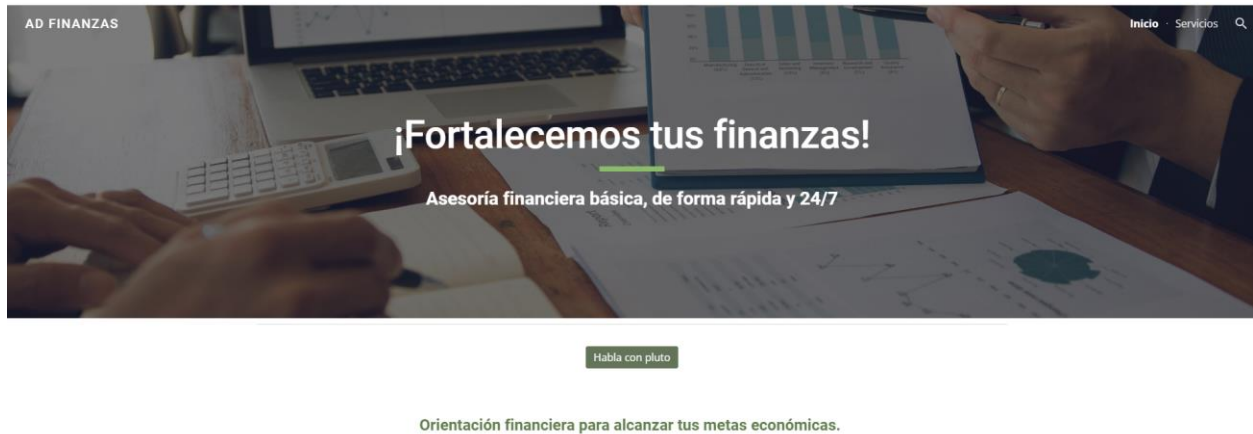 AD FINANZAS
Inicio · Servicios
¡Fortalecemos tus finanzas!
Asesoría financiera básica, de forma rápida y 24/7
Habla con pluto
Orientación financiera para alcanzar tus metas económicas.